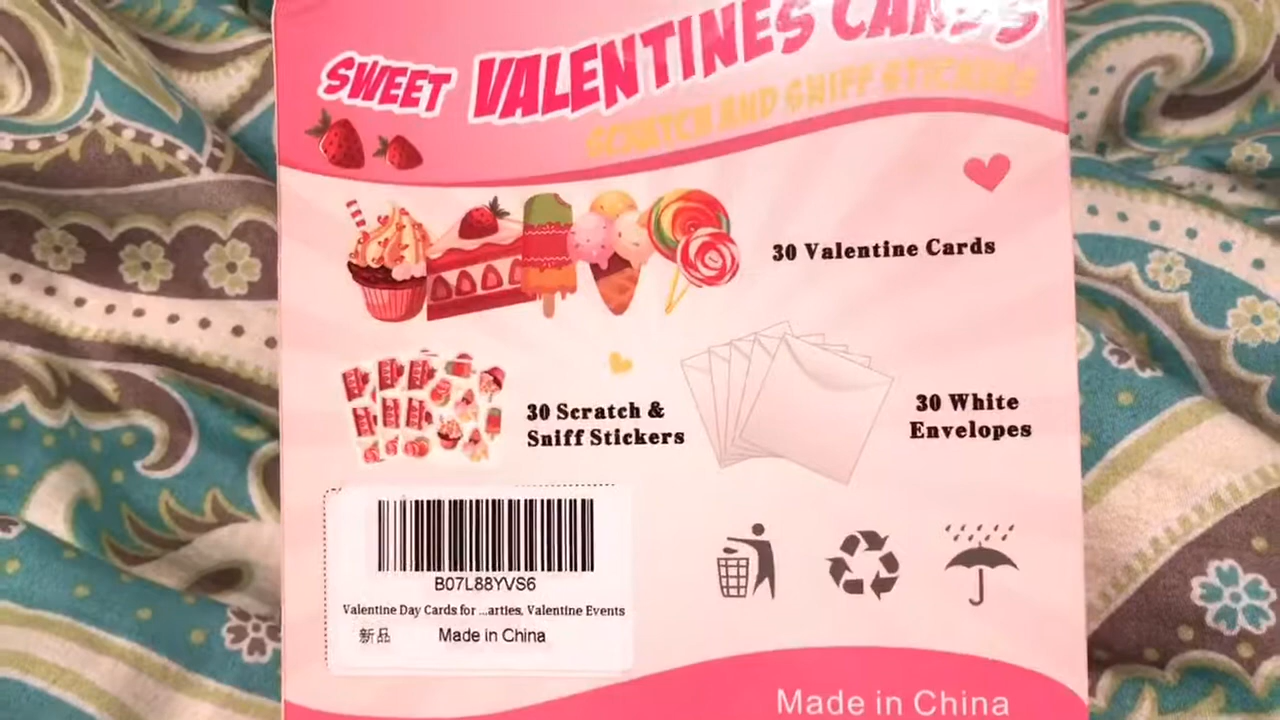 SWEET VALENTINES CARDS
SCRATCH AND SNIFF STICKERS
30 Valentine Cards
30 Scratch &
Sniff Stickers
30 White
Envelopes
B07L88YVS6
Valentine Day Cards for ...arties, Valentine Events
新品 Made in China
Made in China